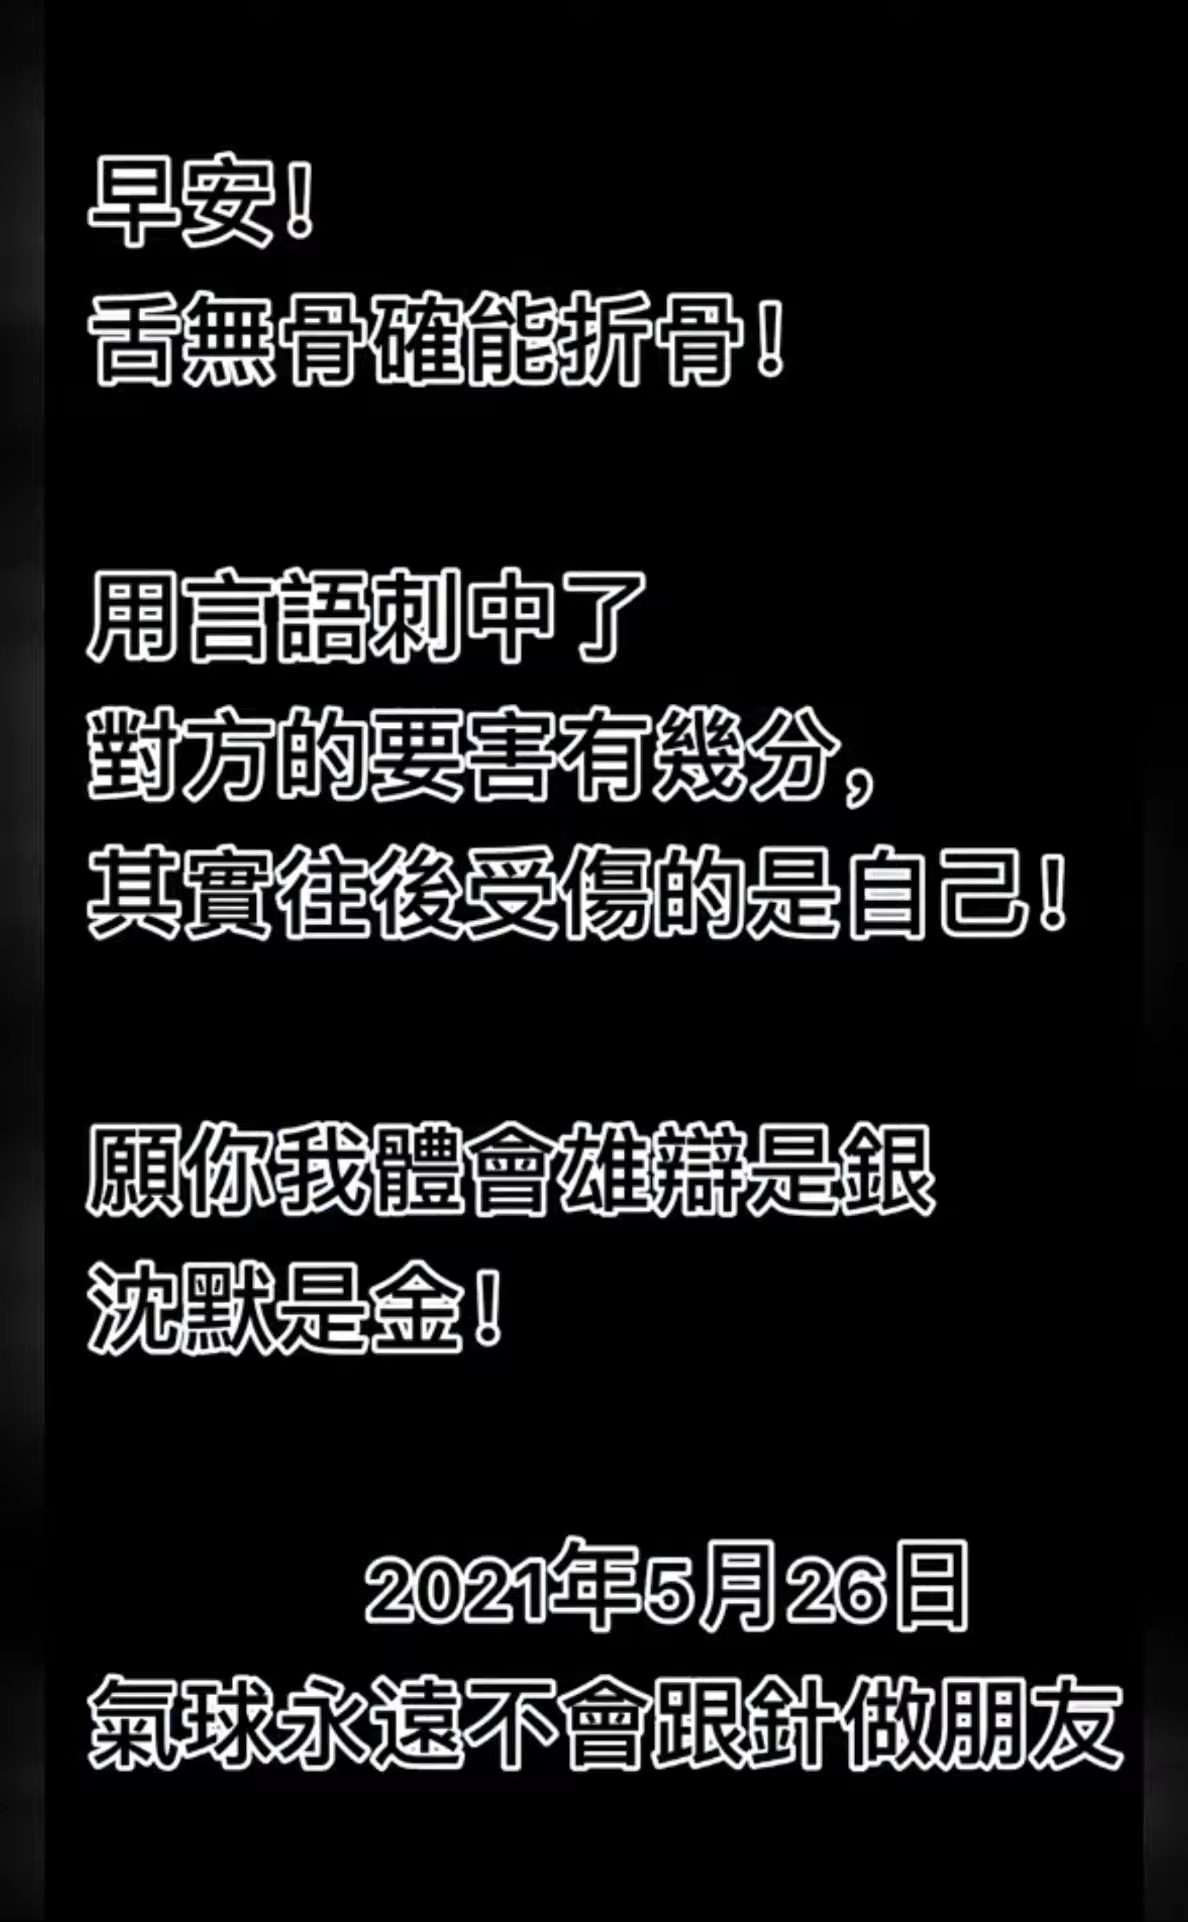 早安！
舌無骨確能折骨！
用言語刺中了
對方的要害有幾分，
其實往後受傷的是自己！
願你我體會雄辯是銀
沈默是金！
2021年5月26日
氣球永遠不會跟針做朋友